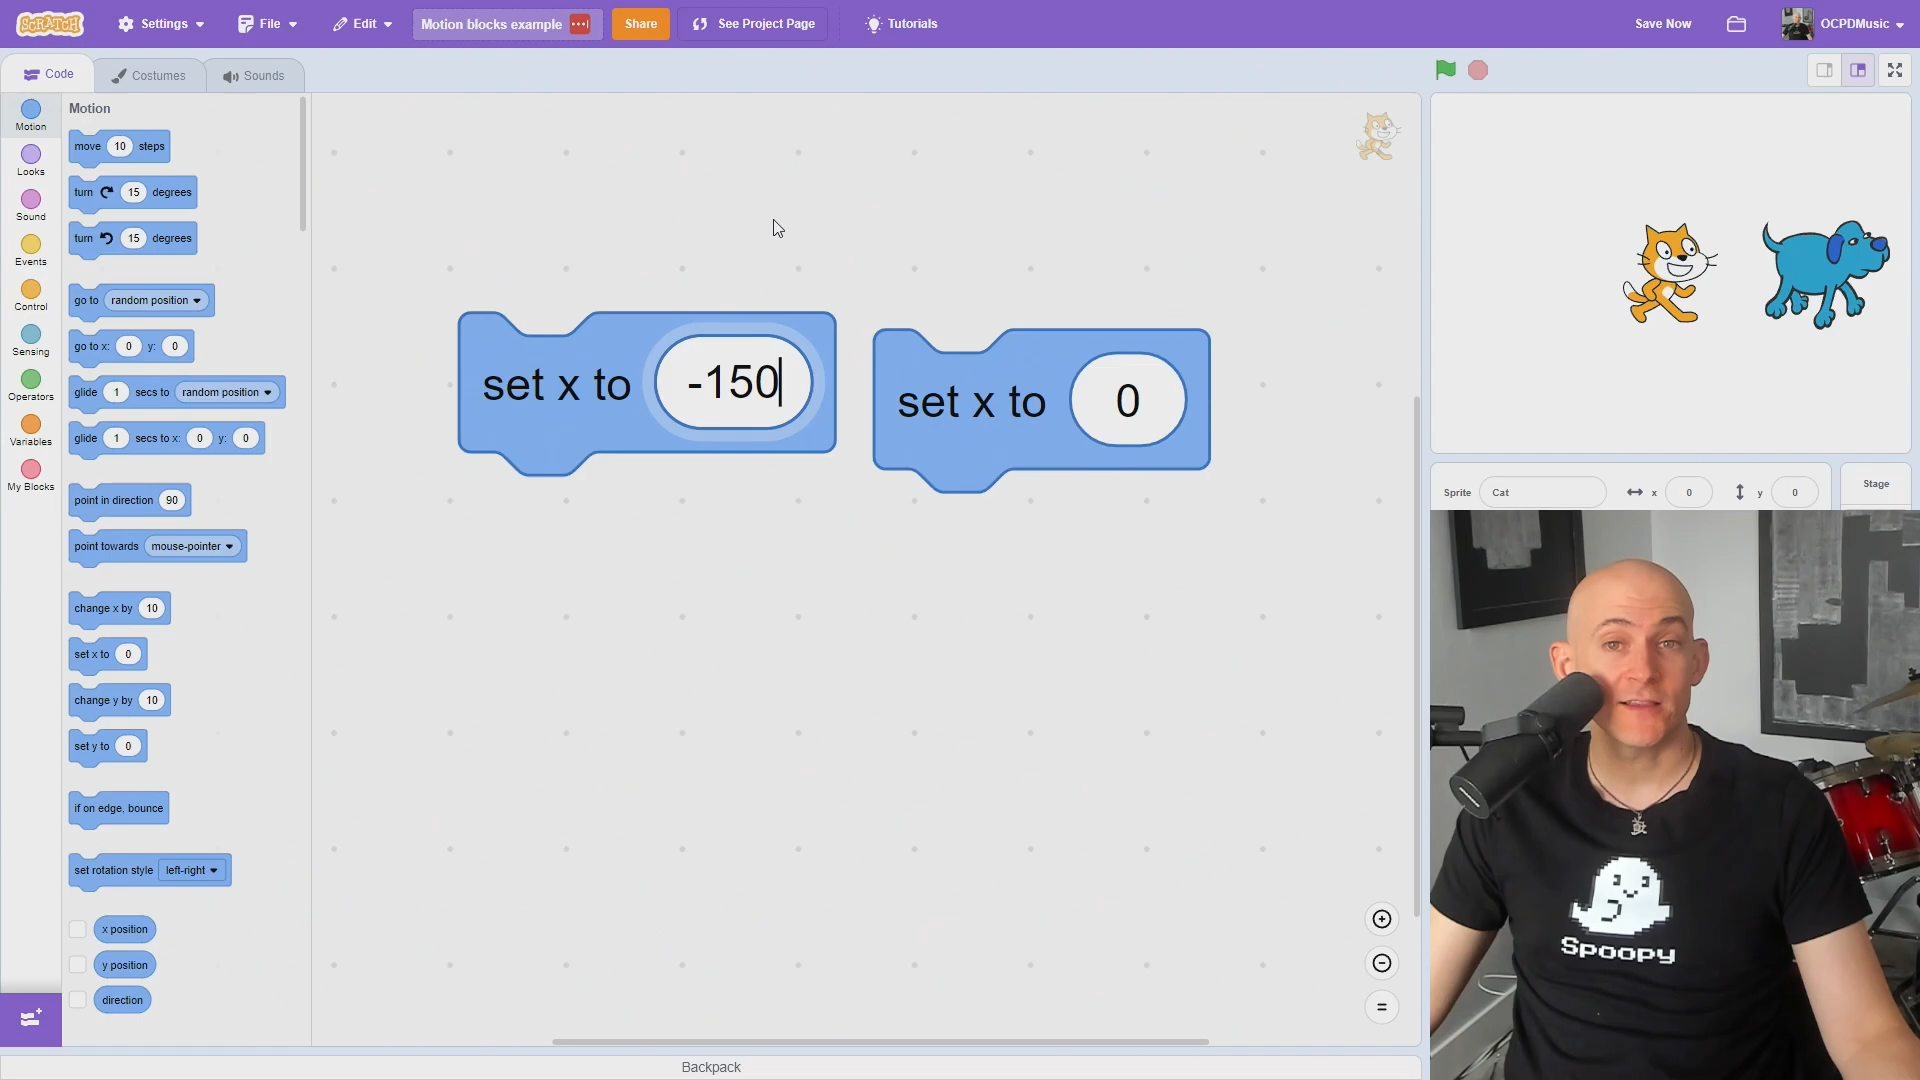 SCRATCH
Settings
File
Edit
Motion blocks example
Share
See Project Page
Tutorials
Save Now
OCPDMusic
Code
Costumes
Sounds
Motion
Looks
Sound
Events
Control
Sensing
Operators
Variables
My Blocks
Motion
move 10 steps
turn 15 degrees
turn 15 degrees
go to random position
go to x: 0 y: 0
glide 1 secs to random position
glide 1 secs to x: 0 y: 0
point in direction 90
point towards mouse-pointer
change x by 10
set x to 0
change y by 10
set y to 0
if on edge, bounce
set rotation style left-right
x position
y position
direction
set x to -150
set x to 0
Backpack
Sprite Cat x 0 y 0
Stage
Spoopy